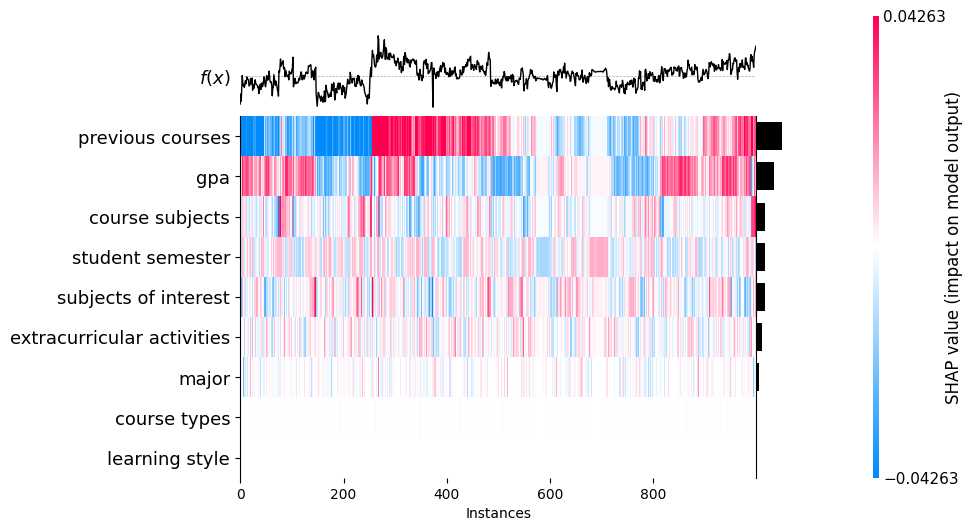 f(x)
previous courses
gpa
course subjects
student semester
subjects of interest
extracurricular activities
major
course types
learning style
0 200 400 600 800
Instances
0.04263
−0.04263
SHAP value (impact on model output)